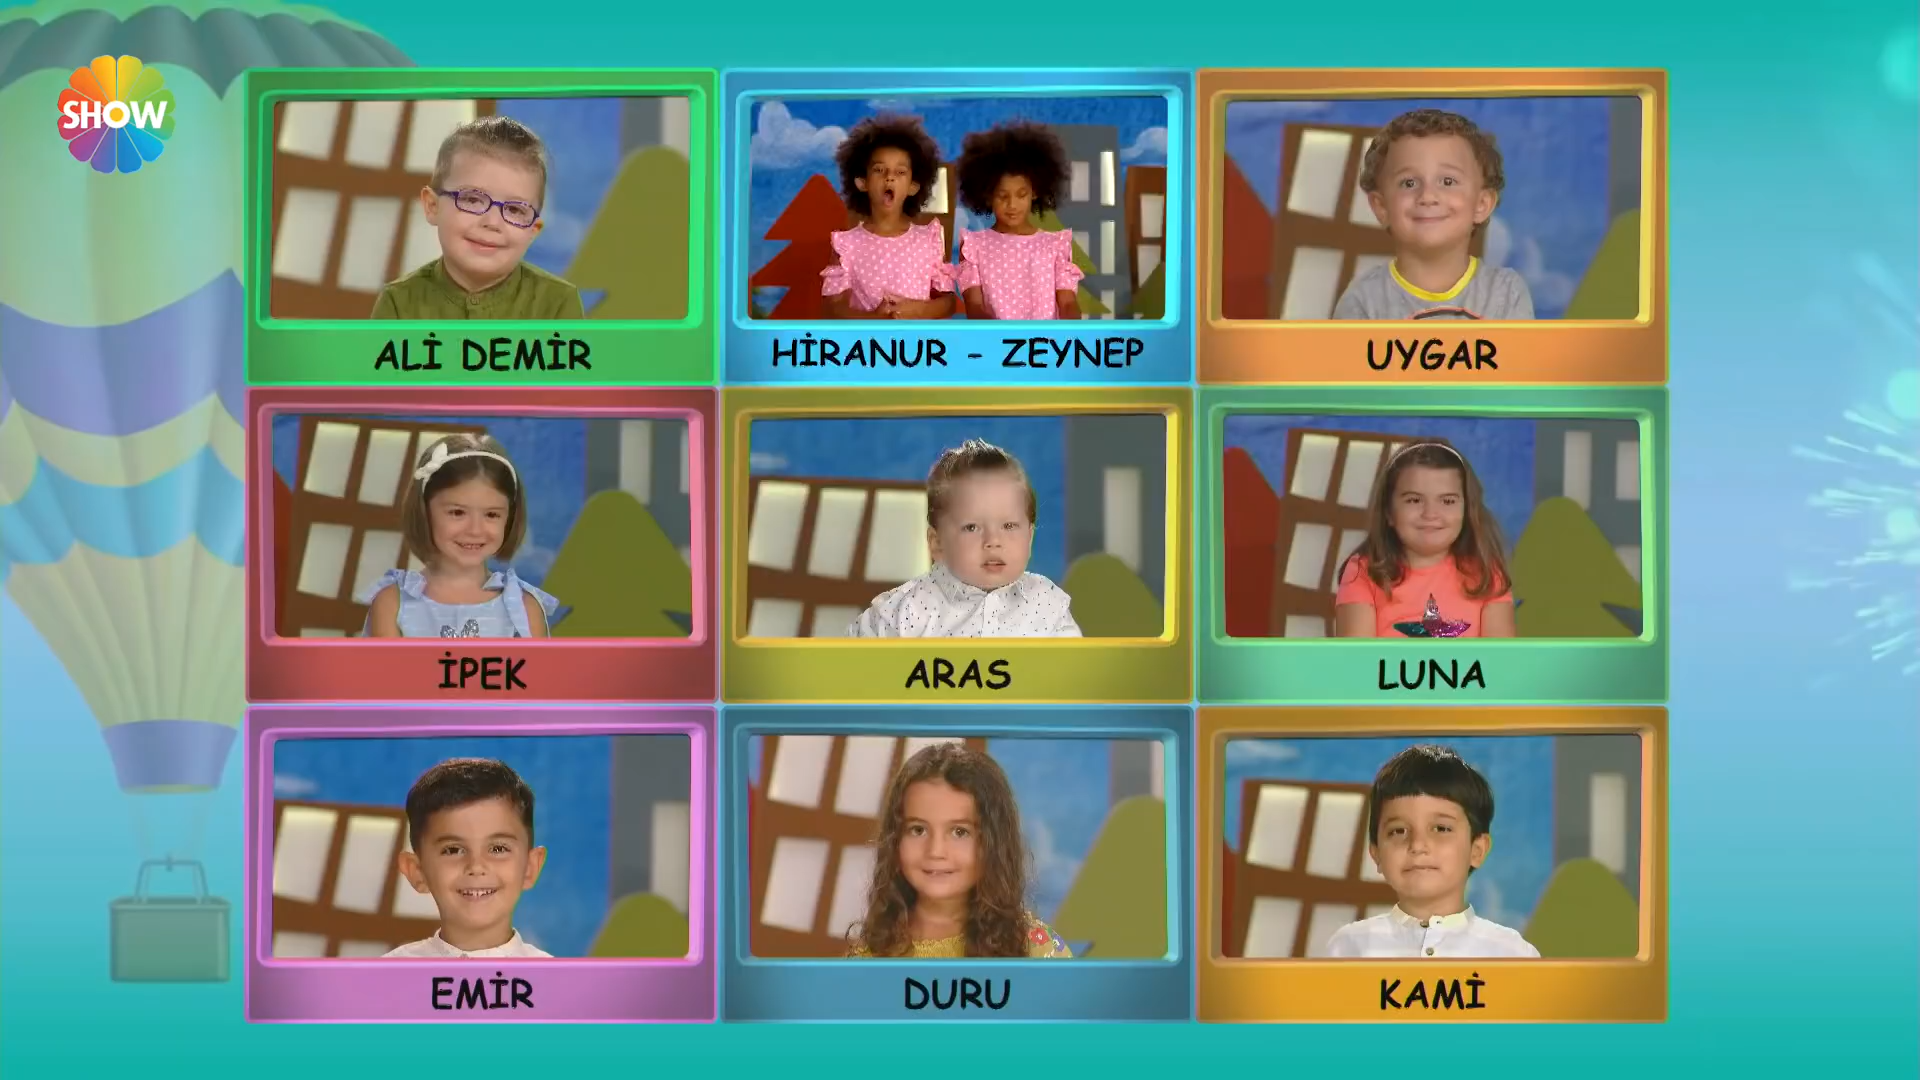 SHOW
ALİ DEMİR
HİRANUR - ZEYNEP
UYGAR
İPEK
ARAS
LUNA
EMİR
DURU
KAMİ